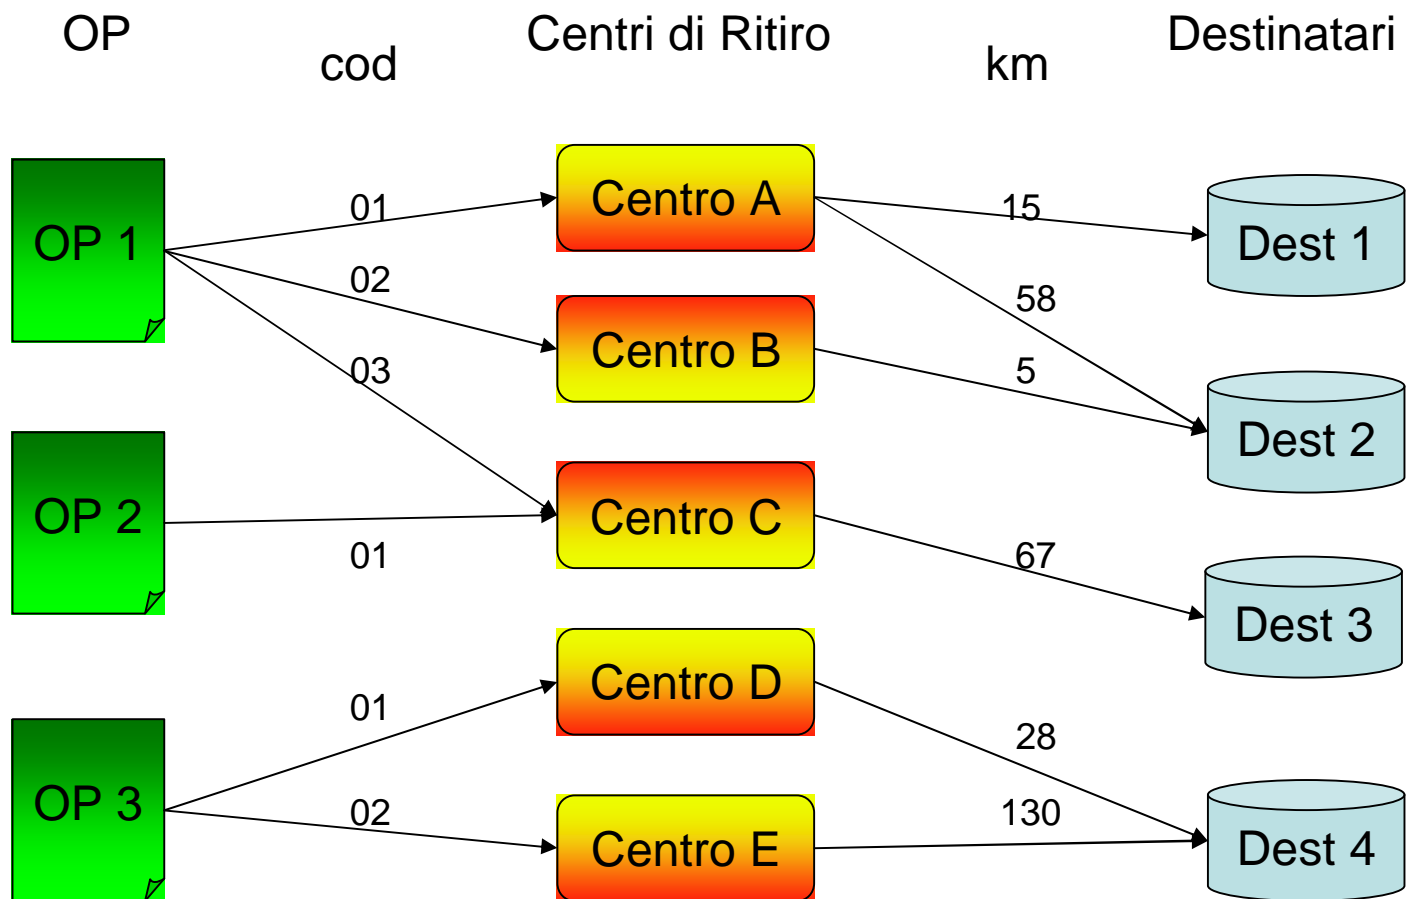 OP
cod
Centri di Ritiro
km
Destinatari
OP 1
01
02
03
Centro A
15
58
Dest 1
Centro B
5
Dest 2
OP 2
01
Centro C
67
Dest 3
OP 3
01
02
Centro D
28
Centro E
130
Dest 4